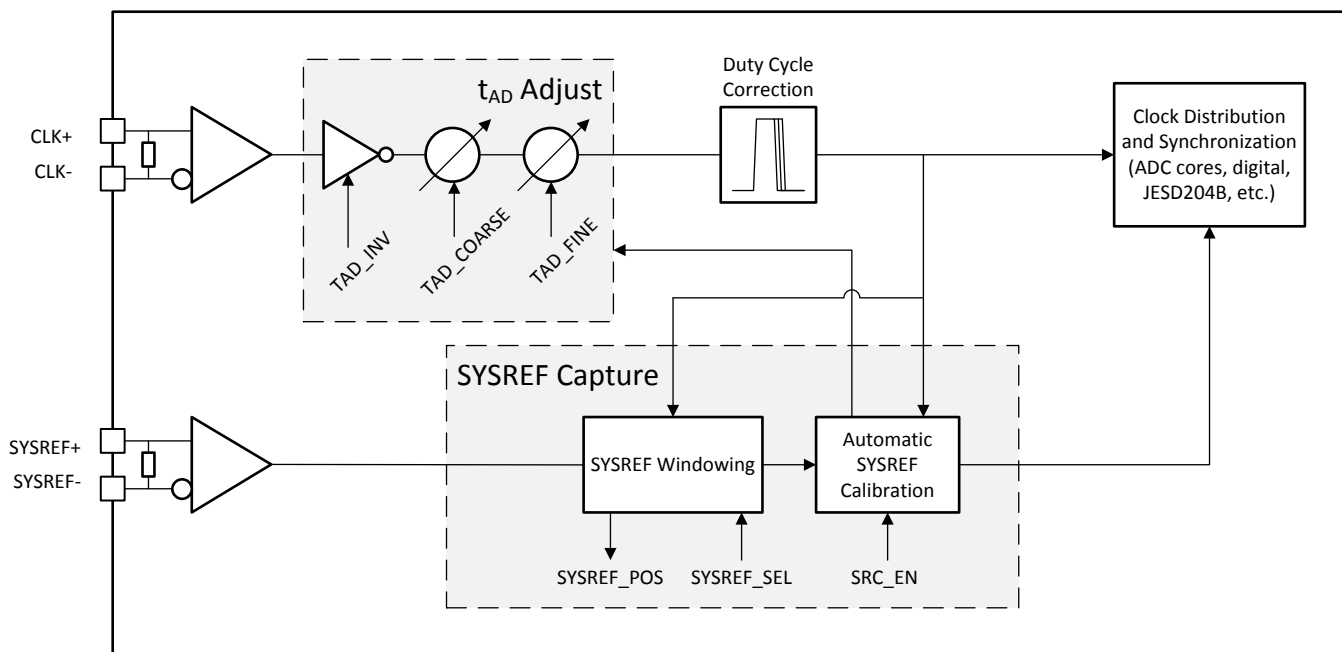 t_AD Adjust
Duty Cycle
Correction
Clock Distribution
and Synchronization
(ADC cores, digital,
JESD204B, etc.)
CLK+
CLK-
TAD_INV
TAD_COARSE
TAD_FINE
SYSREF Capture
SYSREF+
SYSREF-
SYSREF Windowing
Automatic
SYSREF
Calibration
SYSREF_POS
SYSREF_SEL
SRC_EN